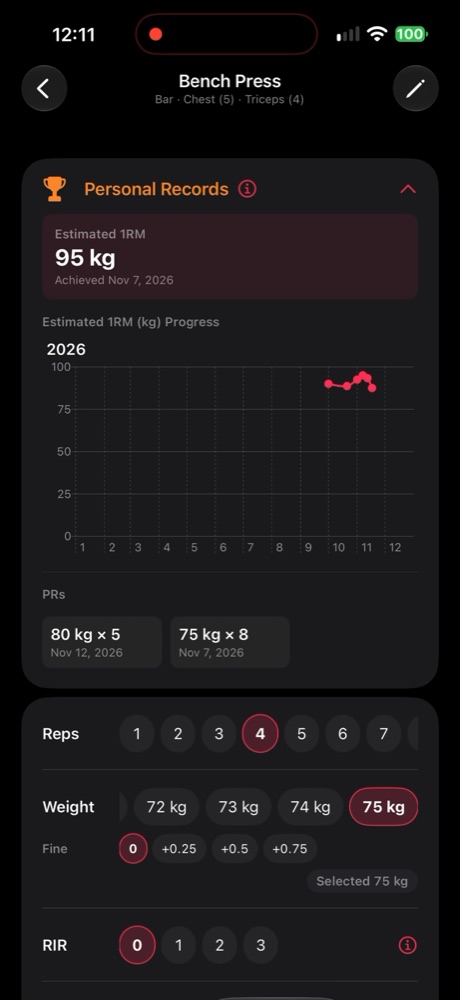 12:11
100
Bench Press
Bar · Chest (5) · Triceps (4)
Personal Records
Estimated 1RM
95 kg
Achieved Nov 7, 2026
Estimated 1RM (kg) Progress
2026
100
75
50
25
0
1 2 3 4 5 6 7 8 9 10 11 12
PRs
80 kg × 5
Nov 12, 2026
75 kg × 8
Nov 7, 2026
Reps 1 2 3 4 5 6 7
Weight 72 kg 73 kg 74 kg 75 kg
Fine 0 +0.25 +0.5 +0.75
Selected 75 kg
RIR 0 1 2 3